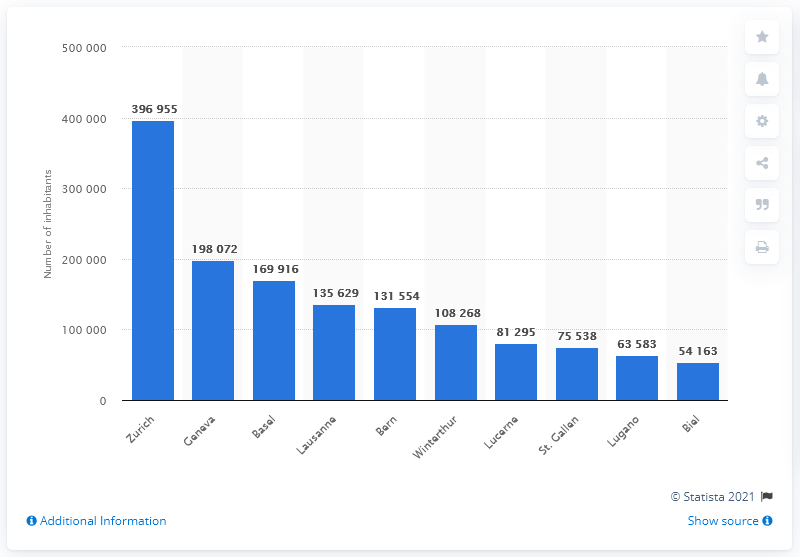 500 000
400 000
300 000
200 000
100 000
0
Number of inhabitants
396 955
198 072
169 916
135 629
131 554
108 268
81 295
75 538
63 583
54 163
Zurich
Geneva
Basel
Lausanne
Bern
Winterthur
Lucerne
St. Gallen
Lugano
Biel
© Statista 2021
Additional Information
Show source